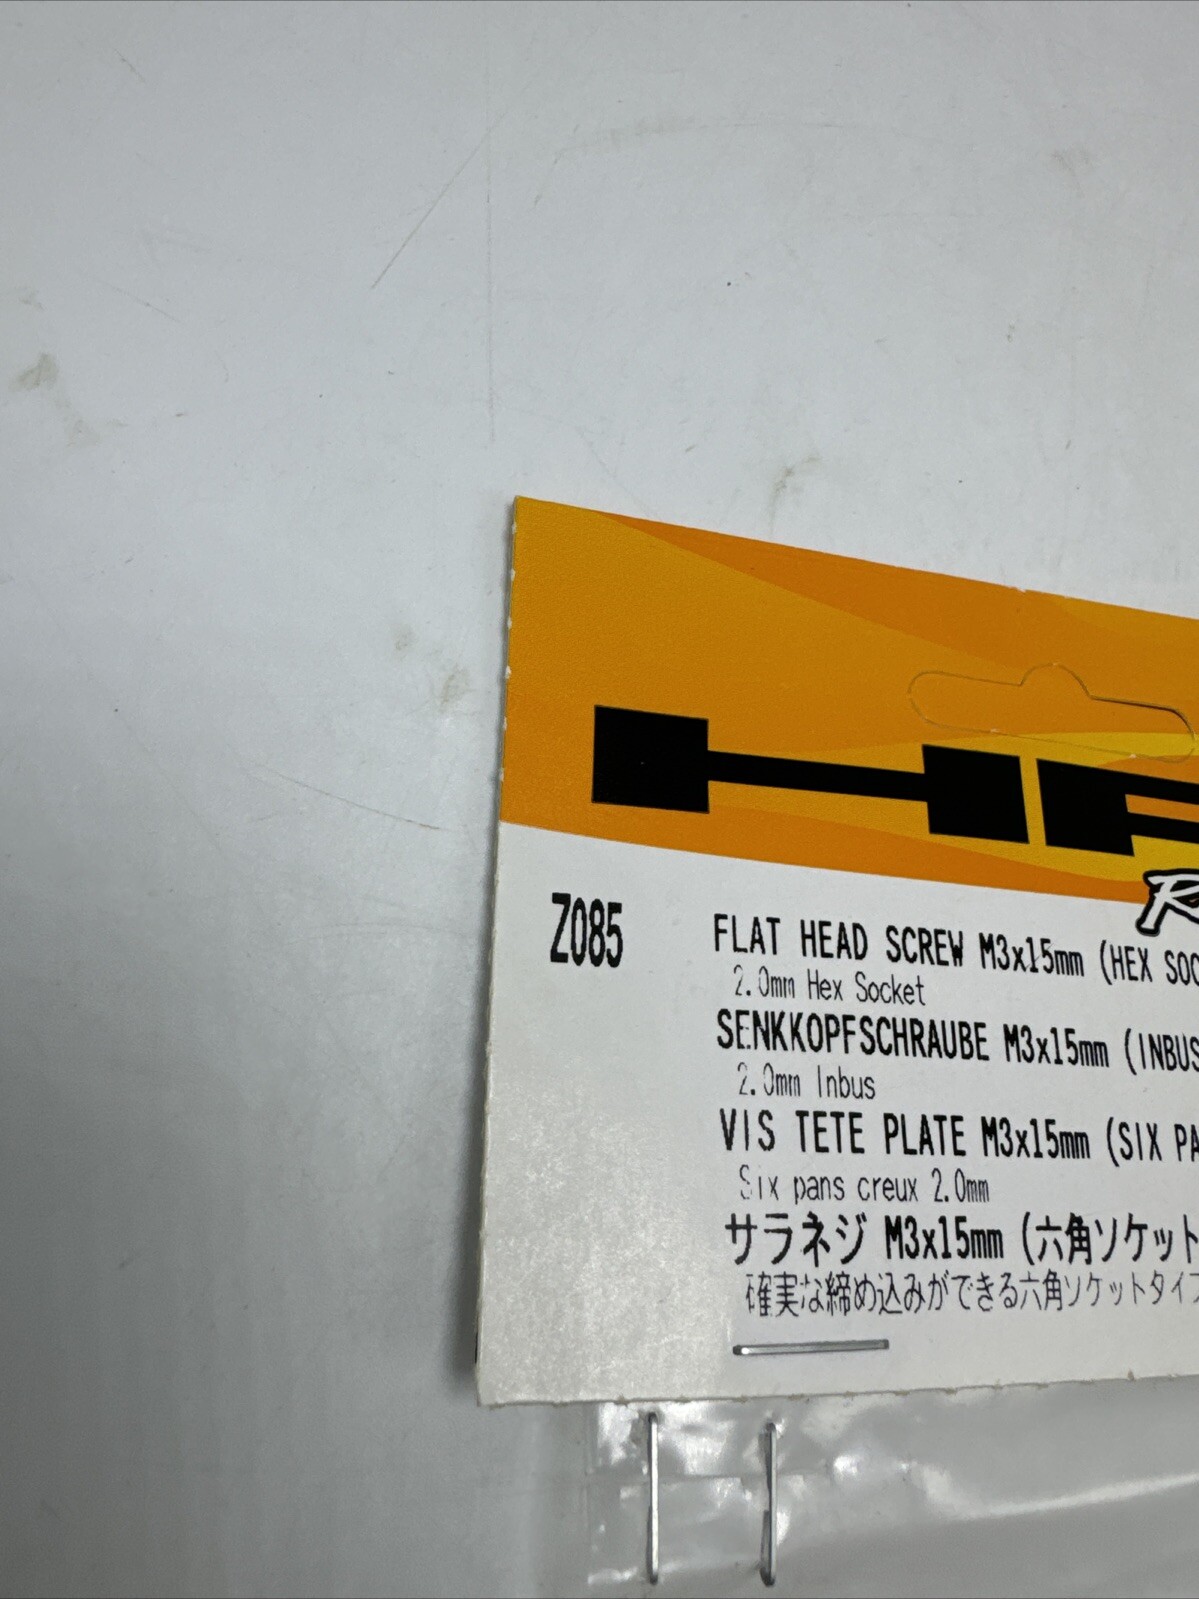 Z085
FLAT HEAD SCREW M3x15mm (HEX SOC
2.0mm Hex Socket
SENKKOPFSCHRAUBE M3x15mm (INBUS
2.0mm Inbus
VIS TETE PLATE M3x15mm (SIX PA
Six pans creux 2.0mm
サラネジ M3x15mm (六角ソケット
確実な締め込みができる六角ソケットタイプ